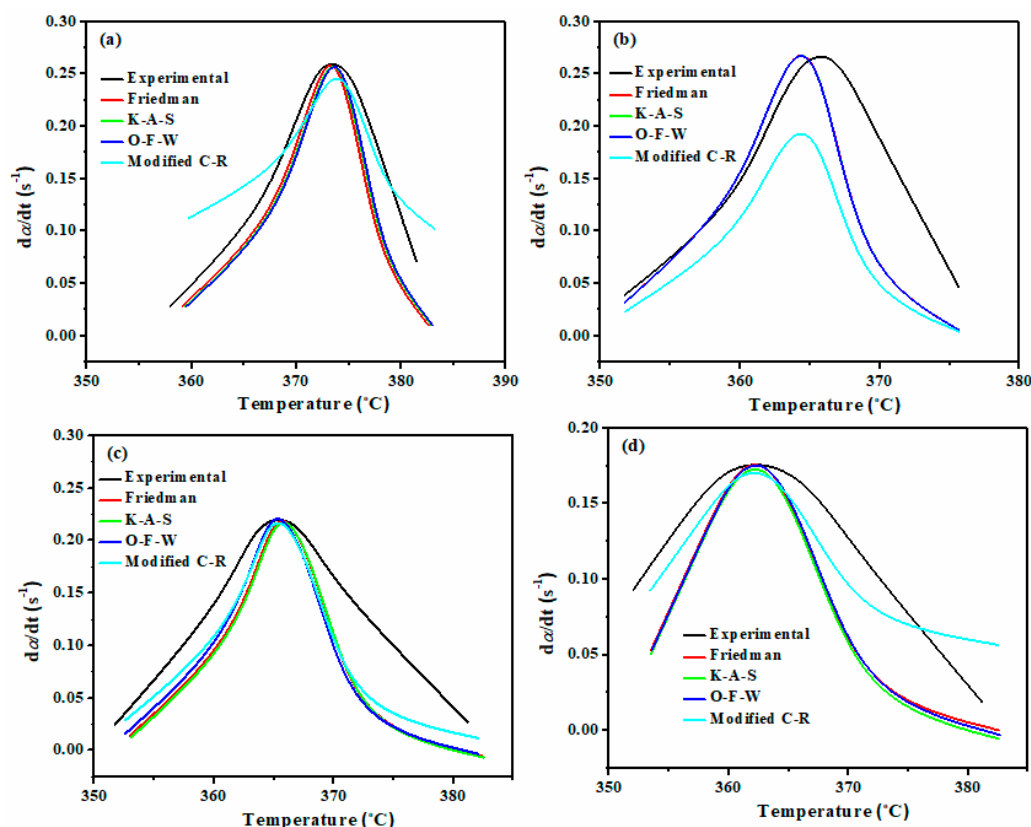 (a)
Experimental
Friedman
K-A-S
O-F-W
Modified C-R
0.30
0.25
0.20
0.15
0.10
0.05
0.00
dα/dt (s⁻¹)
350 360 370 380 390
Temperature (°C)
(b)
Experimental
Friedman
K-A-S
O-F-W
Modified C-R
0.30
0.25
0.20
0.15
0.10
0.05
0.00
dα/dt (s⁻¹)
350 360 370 380
Temperature (°C)
(c)
Experimental
Friedman
K-A-S
O-F-W
Modified C-R
0.30
0.25
0.20
0.15
0.10
0.05
0.00
dα/dt (s⁻¹)
350 360 370 380
Temperature (°C)
(d)
Experimental
Friedman
K-A-S
O-F-W
Modified C-R
0.20
0.15
0.10
0.05
0.00
dα/dt (s⁻¹)
350 360 370 380
Temperature (°C)